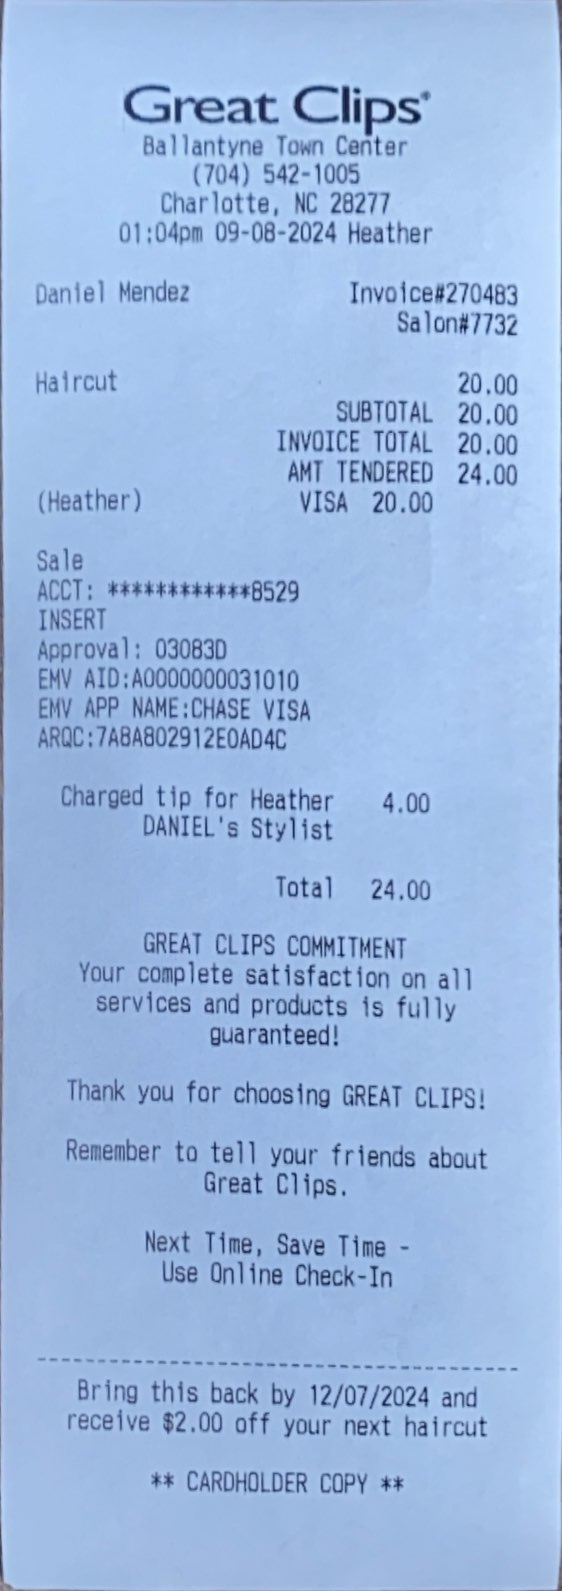 Great Clips®
Ballantyne Town Center
(704) 542-1005
Charlotte, NC 28277
01:04pm 09-08-2024 Heather
Daniel Mendez Invoice#270483
Salon#7732
Haircut 20.00
SUBTOTAL 20.00
INVOICE TOTAL 20.00
AMT TENDERED 24.00
(Heather) VISA 20.00
Sale
ACCT: ************8529
INSERT
Approval: 03083D
EMV AID:A0000000031010
EMV APP NAME:CHASE VISA
ARQC:7A8A802912E0AD4C
Charged tip for Heather 4.00
DANIEL's Stylist
Total 24.00
GREAT CLIPS COMMITMENT
Your complete satisfaction on all
services and products is fully
guaranteed!
Thank you for choosing GREAT CLIPS!
Remember to tell your friends about
Great Clips.
Next Time, Save Time -
Use Online Check-In
------------------------------------------
Bring this back by 12/07/2024 and
receive $2.00 off your next haircut
** CARDHOLDER COPY **